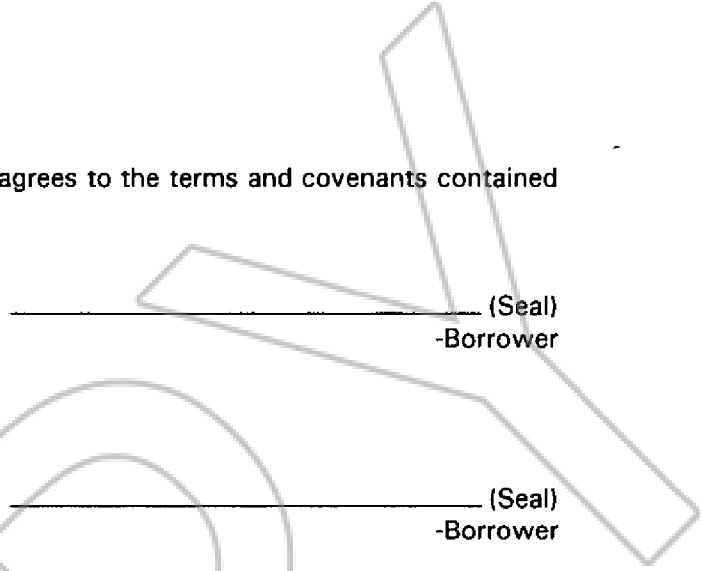 agrees to the terms and covenants contained
(Seal)
-Borrower
(Seal)
-Borrower